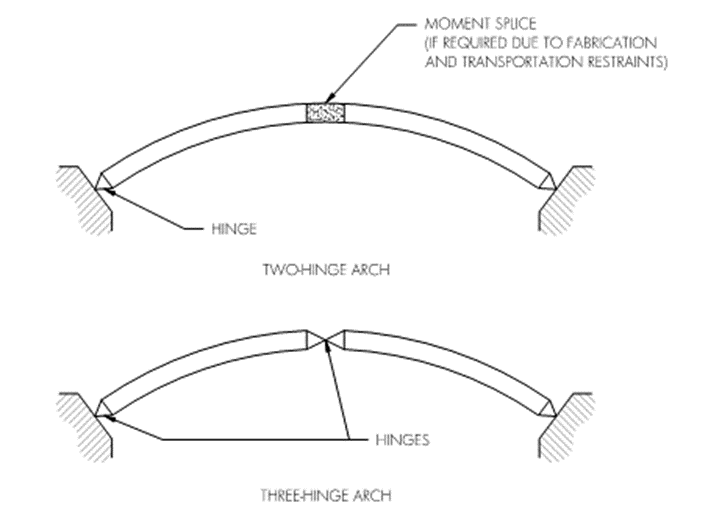 MOMENT SPLICE
(IF REQUIRED DUE TO FABRICATION
AND TRANSPORTATION RESTRAINTS)
HINGE
TWO-HINGE ARCH
HINGES
THREE-HINGE ARCH